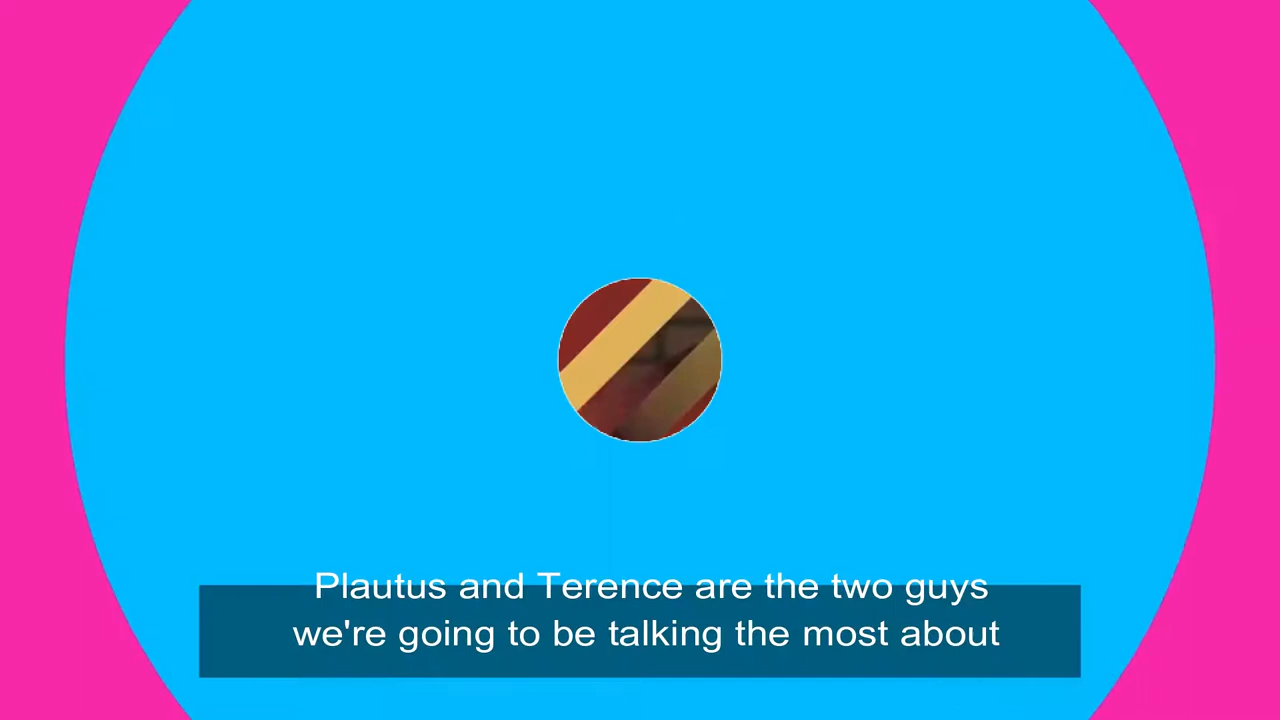 Plautus and Terence are the two guys
we're going to be talking the most about